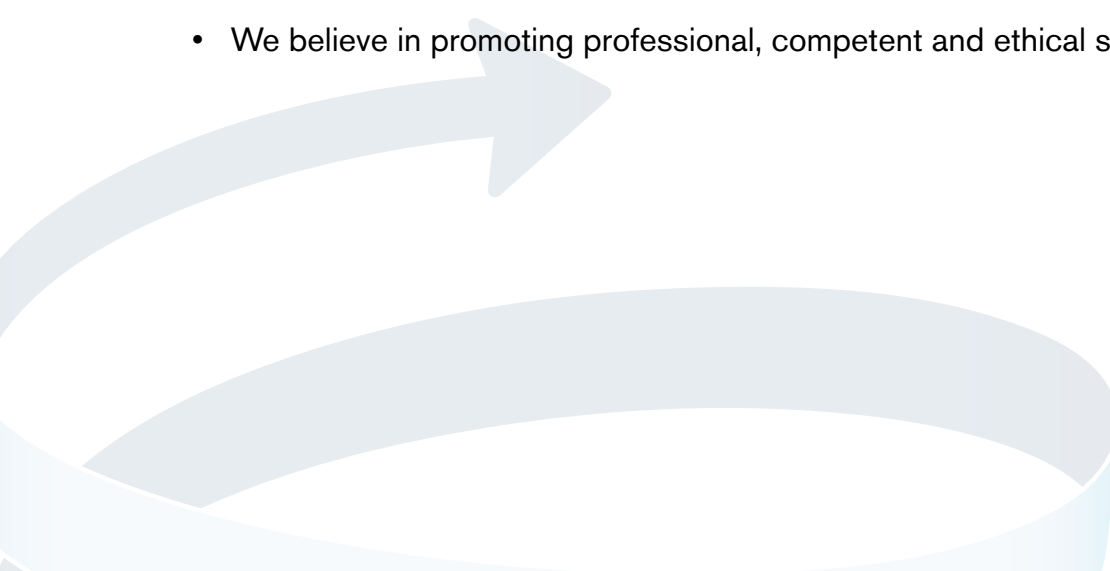 • We believe in promoting professional, competent and ethical s